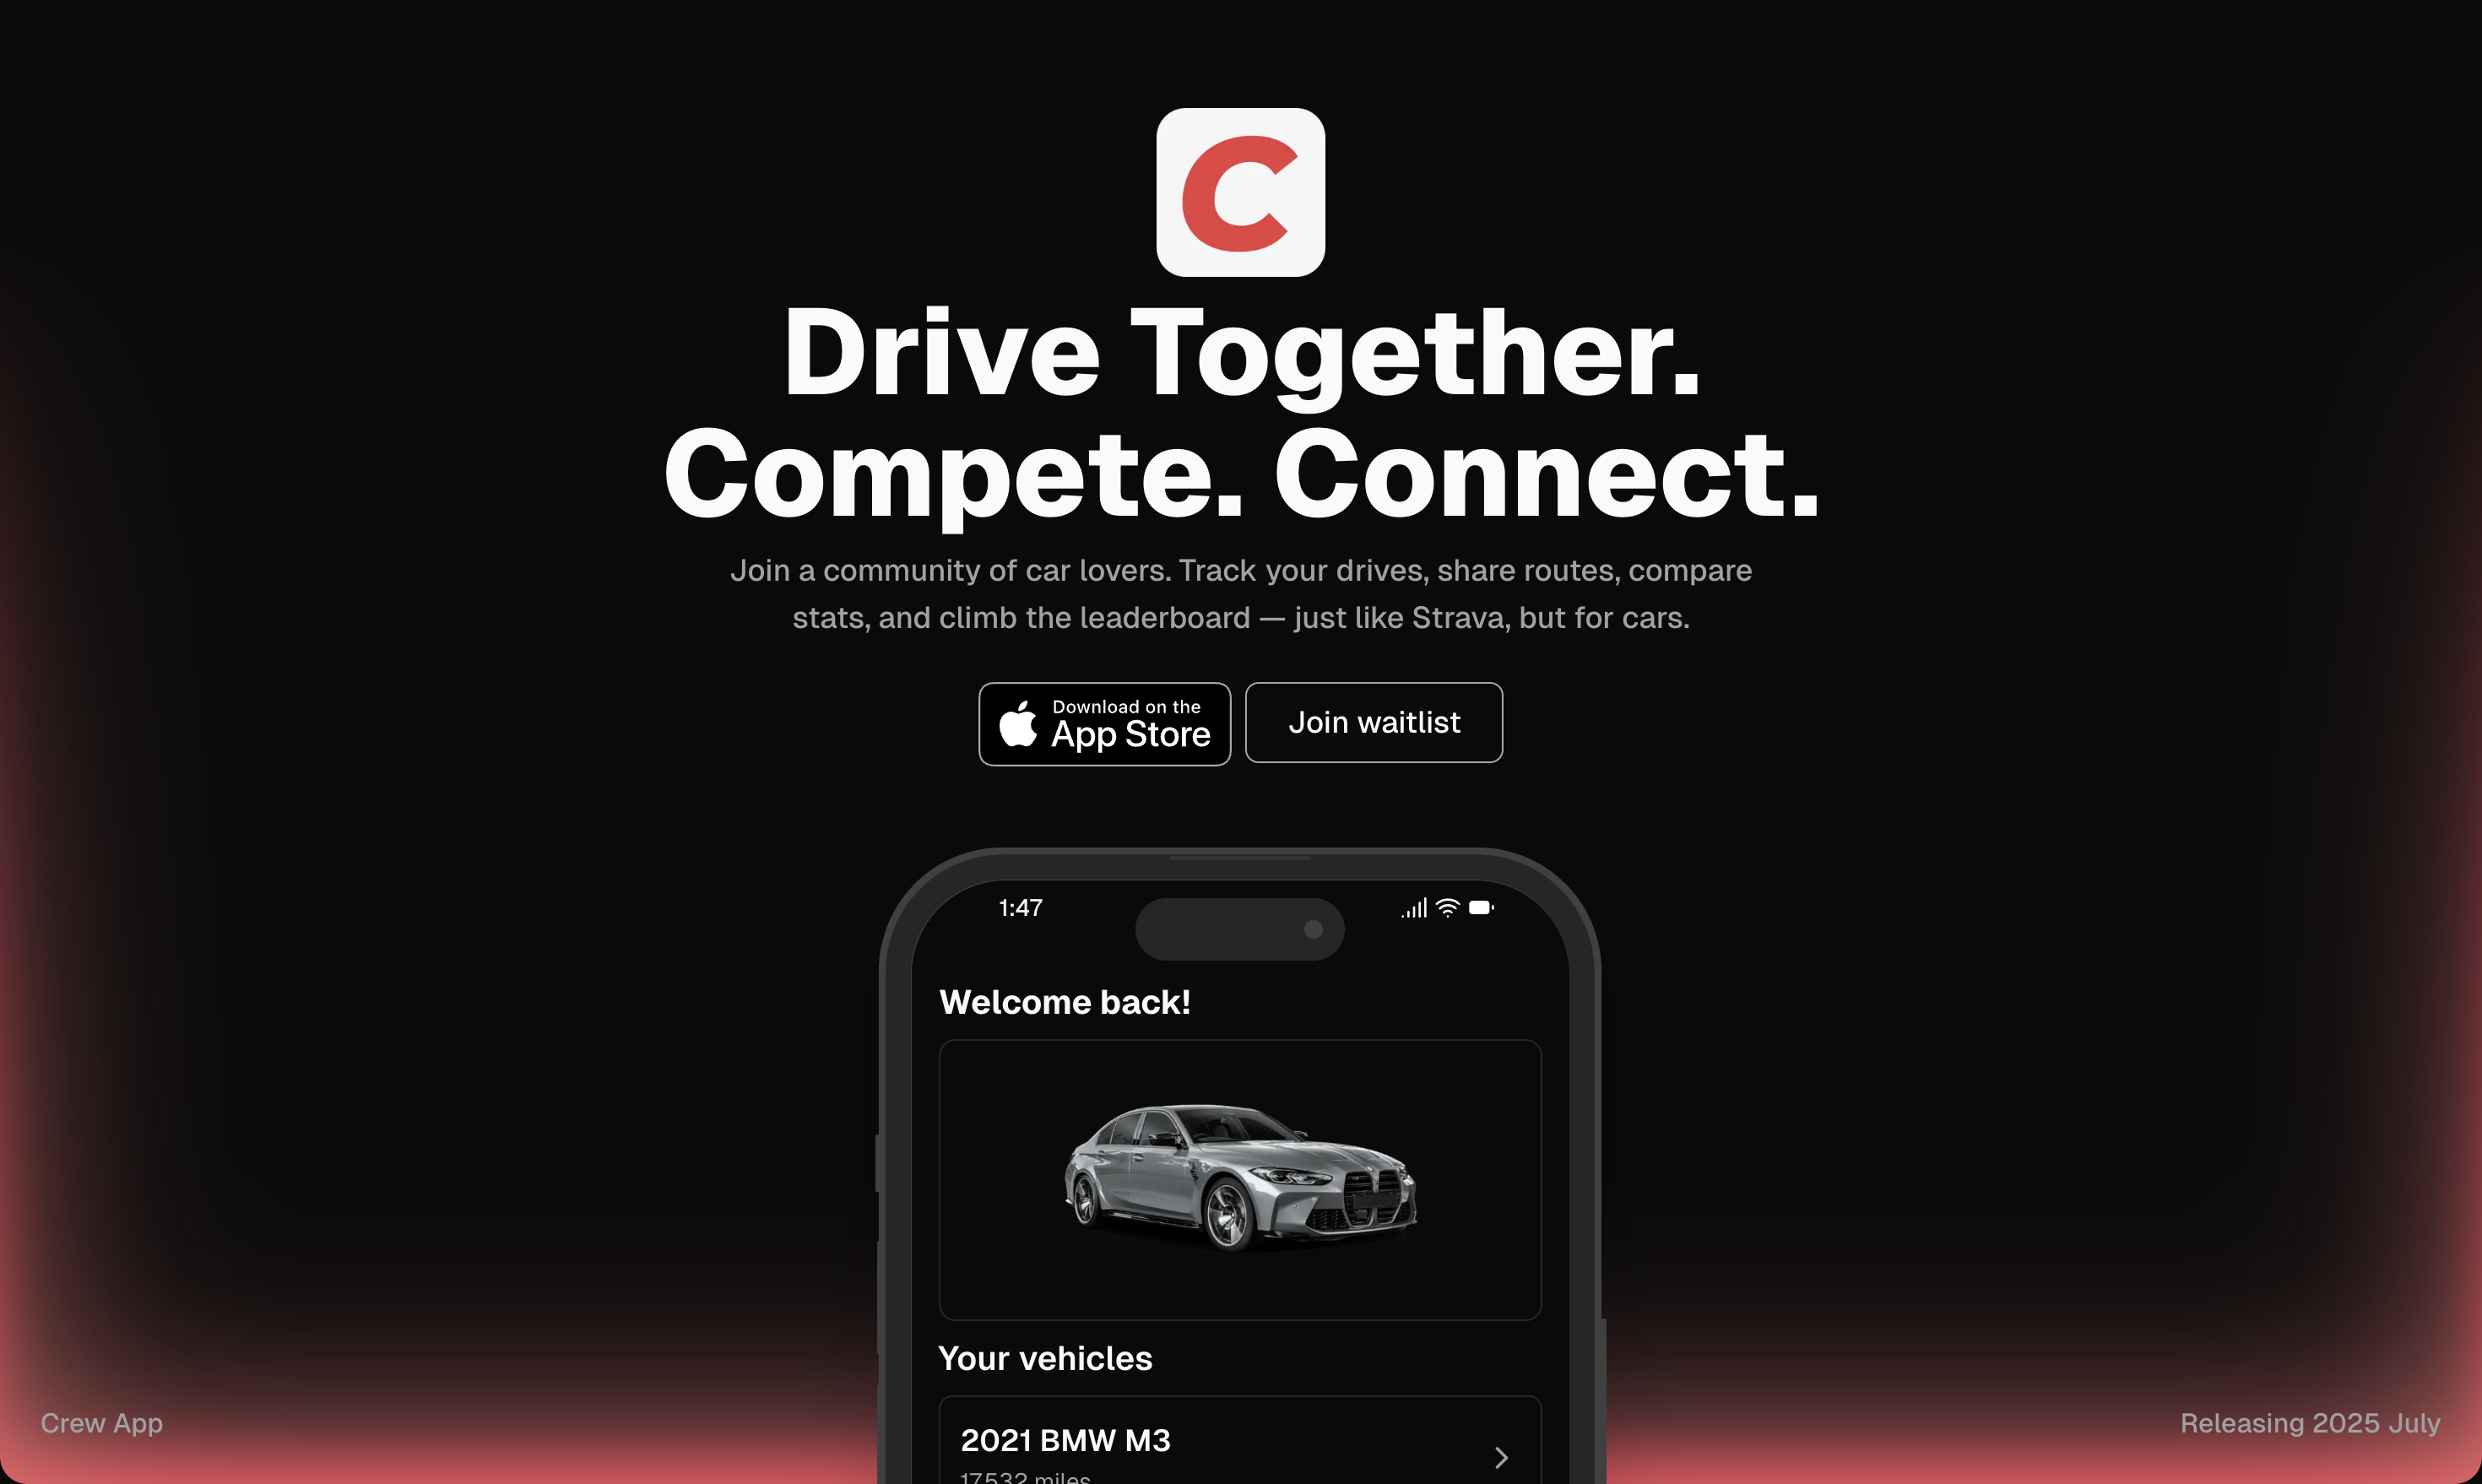 C
Drive Together.
Compete. Connect.
Join a community of car lovers. Track your drives, share routes, compare
stats, and climb the leaderboard — just like Strava, but for cars.
Download on the
App Store
Join waitlist
1:47
Welcome back!
Your vehicles
2021 BMW M3
17532 miles
Crew App
Releasing 2025 July